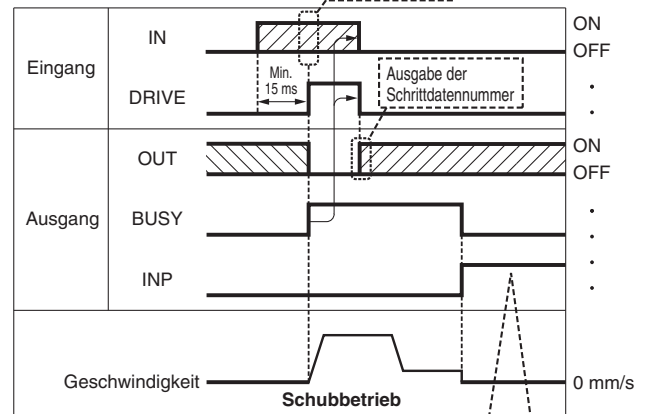 IN
ON
OFF
Eingang
Min.
15 ms
Ausgabe der
Schrittdatennummer
DRIVE
OUT
ON
OFF
Ausgang
BUSY
INP
Geschwindigkeit
0 mm/s
Schubbetrieb